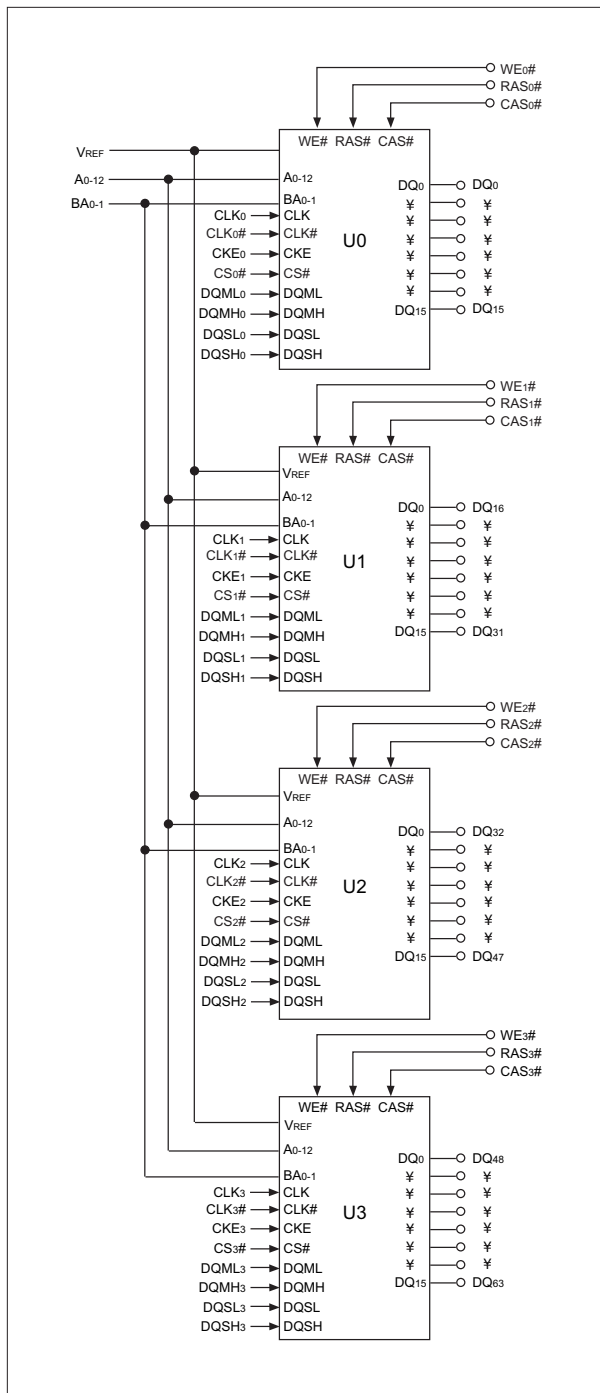 WE0#
RAS0#
CAS0#
WE# RAS# CAS#
VREF
A0-12 A0-12
BA0-1 BA0-1
CLK0 CLK
CLK0# CLK#
CKE0 CKE
CS0# CS#
DQML0 DQML
DQMH0 DQMH
DQSL0 DQSL
DQSH0 DQSH
U0
DQ0 DQ0
¥ ¥
¥ ¥
¥ ¥
¥ ¥
¥ ¥
¥ ¥
DQ15 DQ15
WE1#
RAS1#
CAS1#
WE# RAS# CAS#
VREF
A0-12
BA0-1
CLK1 CLK
CLK1# CLK#
CKE1 CKE
CS1# CS#
DQML1 DQML
DQMH1 DQMH
DQSL1 DQSL
DQSH1 DQSH
U1
DQ0 DQ16
¥ ¥
¥ ¥
¥ ¥
¥ ¥
¥ ¥
¥ ¥
DQ15 DQ31
WE2#
RAS2#
CAS2#
WE# RAS# CAS#
VREF
A0-12
BA0-1
CLK2 CLK
CLK2# CLK#
CKE2 CKE
CS2# CS#
DQML2 DQML
DQMH2 DQMH
DQSL2 DQSL
DQSH2 DQSH
U2
DQ0 DQ32
¥ ¥
¥ ¥
¥ ¥
¥ ¥
¥ ¥
¥ ¥
DQ15 DQ47
WE3#
RAS3#
CAS3#
WE# RAS# CAS#
VREF
A0-12
BA0-1
CLK3 CLK
CLK3# CLK#
CKE3 CKE
CS3# CS#
DQML3 DQML
DQMH3 DQMH
DQSL3 DQSL
DQSH3 DQSH
U3
DQ0 DQ48
¥ ¥
¥ ¥
¥ ¥
¥ ¥
¥ ¥
¥ ¥
DQ15 DQ63